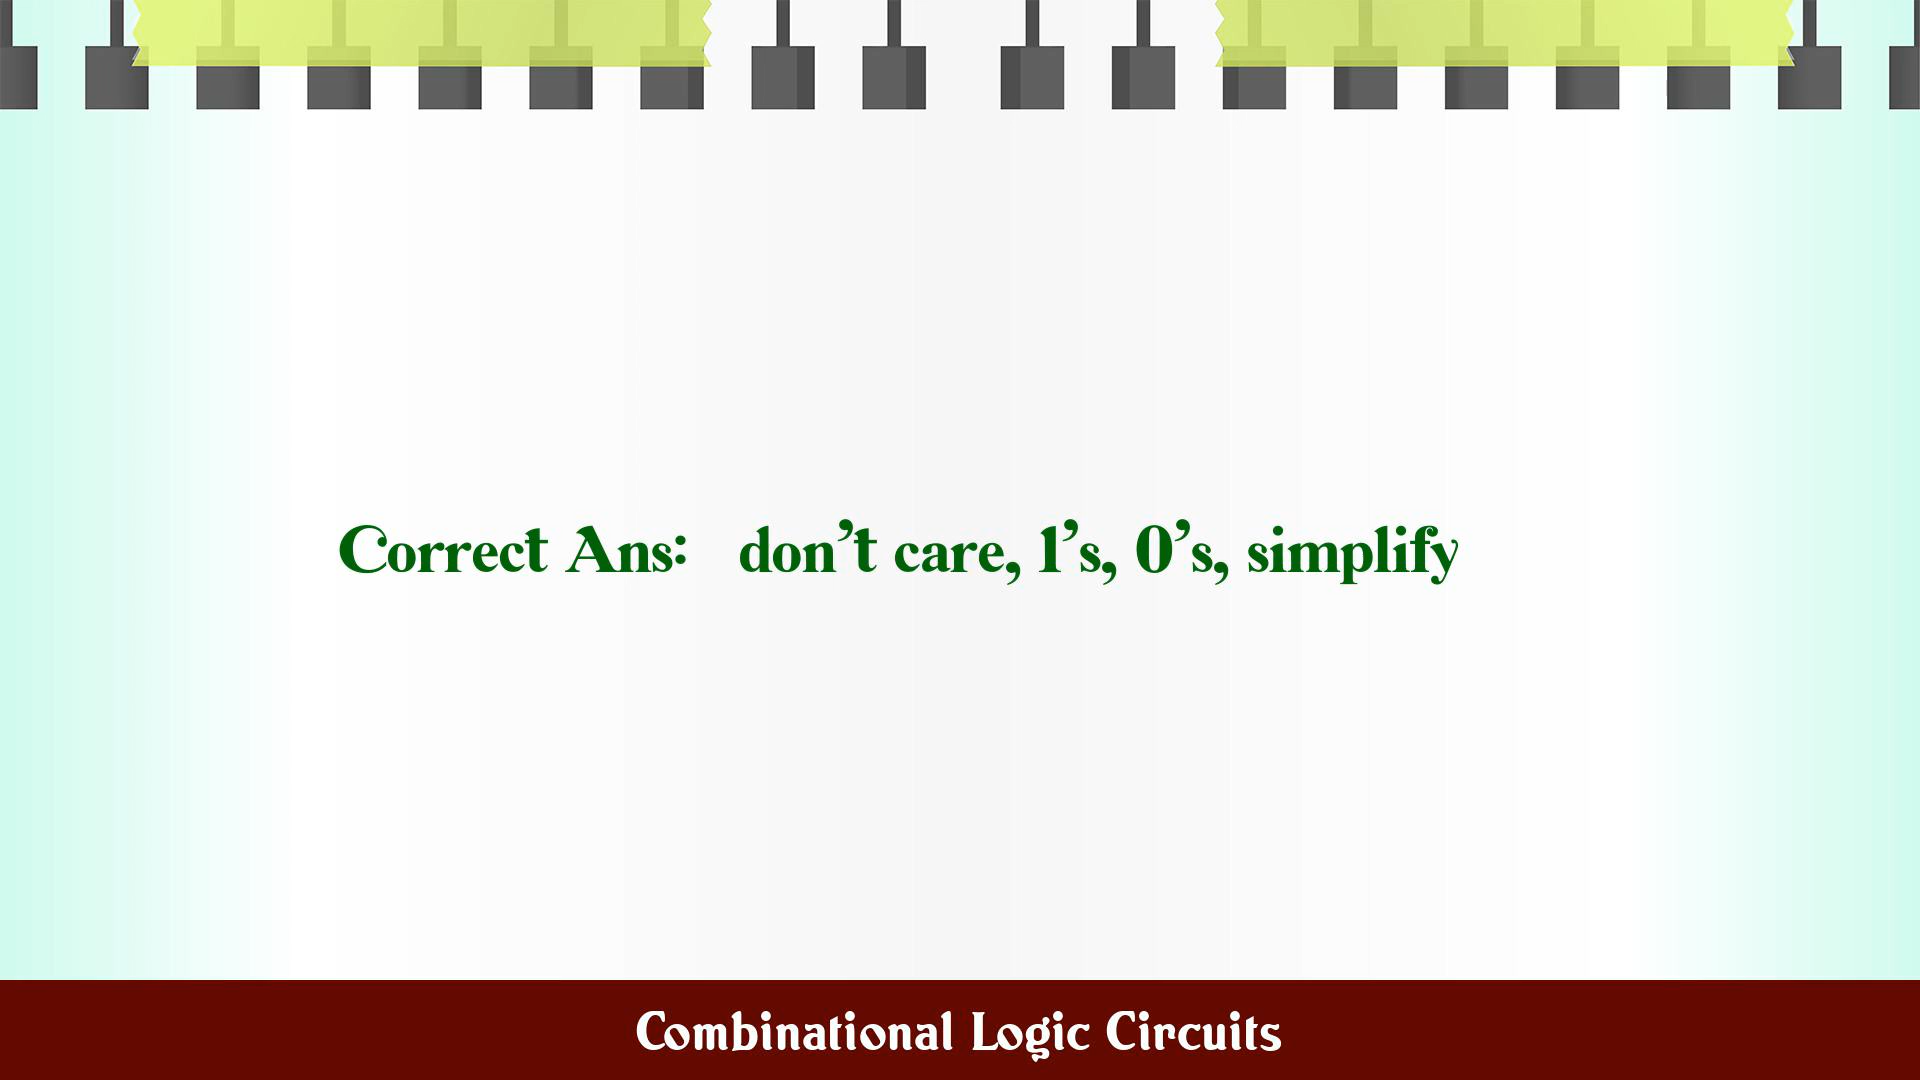 Correct Ans: don’t care, 1’s, 0’s, simplify
Combinational Logic Circuits